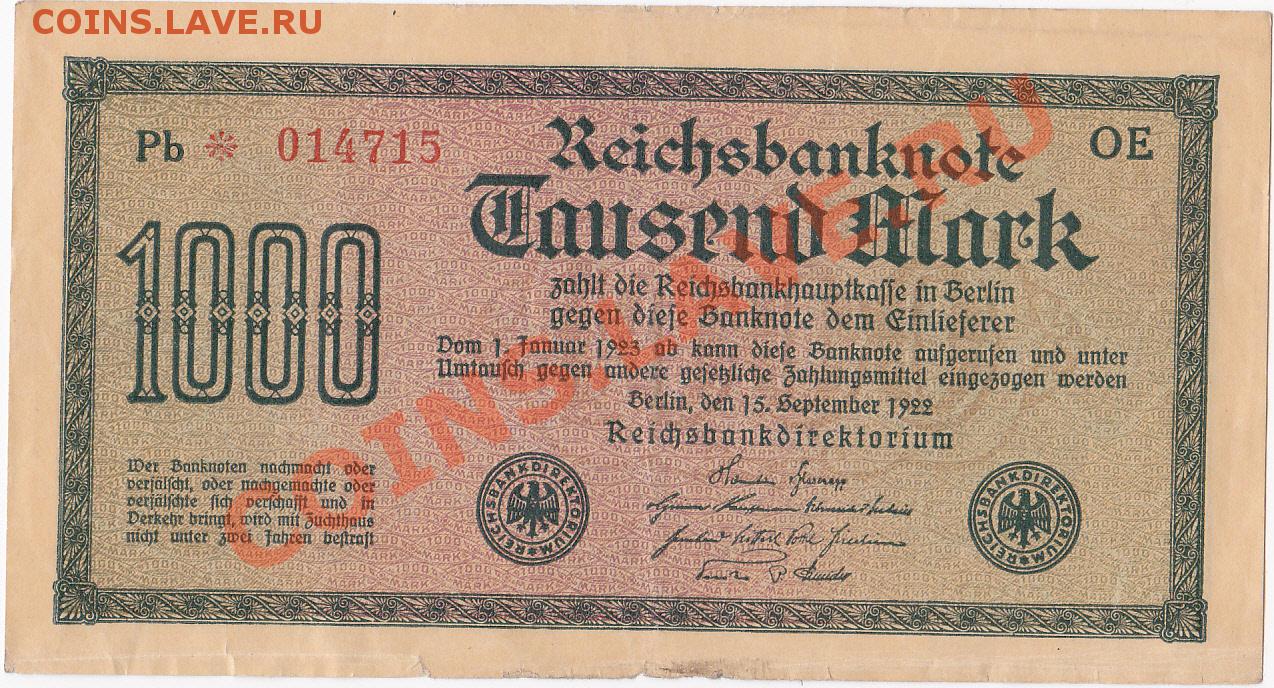 COINS.LAVE.RU
Pb * 014715
OE
Reichsbanknote
Tausend Mark
1000
zahlt die Reichsbankhauptkasse in Berlin
gegen diese Banknote dem Einlieferer
Vom 1. Januar 1923 ab kann diese Banknote aufgerufen und unter
Umtausch gegen andere gesetzliche Zahlungsmittel eingezogen werden
Berlin, den 15. September 1922
Reichsbankdirektorium
Wer Banknoten nachmacht oder
verfälscht, oder nachgemachte oder
verfälschte sich verschafft und in
Verkehr bringt, wird mit Zuchthaus
nicht unter zwei Jahren bestraft
REICHSBANKDIREKTORIUM
REICHSBANKDIREKTORIUM
COINS.LAVE.RU